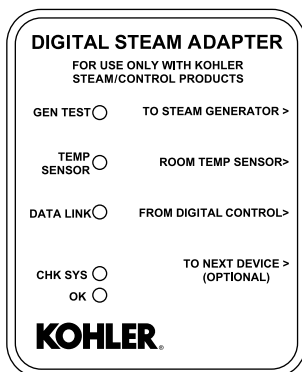 DIGITAL STEAM ADAPTER
FOR USE ONLY WITH KOHLER
STEAM/CONTROL PRODUCTS
GEN TEST TO STEAM GENERATOR >
TEMP
SENSOR ROOM TEMP SENSOR>
DATA LINK FROM DIGITAL CONTROL>
TO NEXT DEVICE >
(OPTIONAL)
CHK SYS
OK
KOHLER.